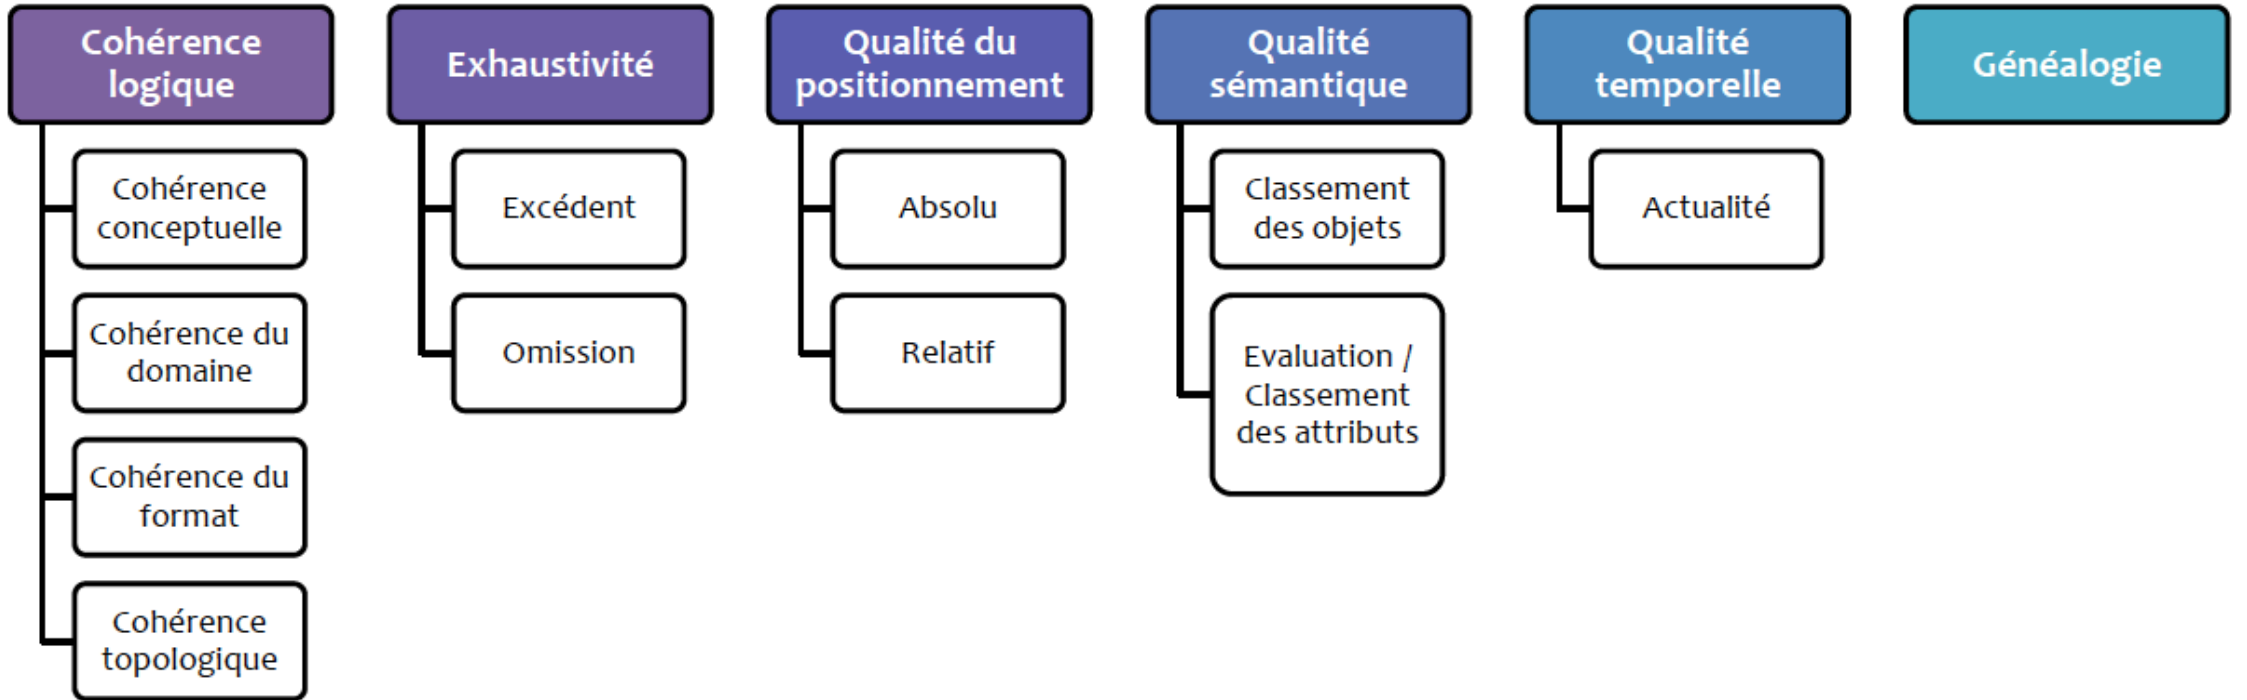 Cohérence
logique
Cohérence
conceptuelle
Cohérence du
domaine
Cohérence du
format
Cohérence
topologique
Exhaustivité
Excédent
Omission
Qualité du
positionnement
Absolu
Relatif
Qualité
sémantique
Classement
des objets
Evaluation /
Classement
des attributs
Qualité
temporelle
Actualité
Généalogie